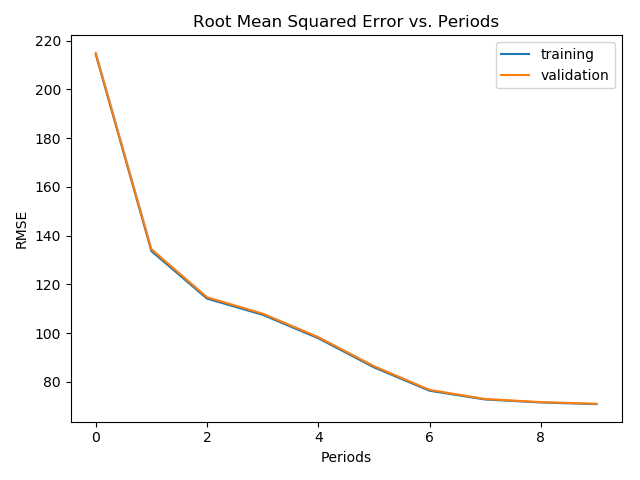 Root Mean Squared Error vs. Periods
training
validation
220
200
180
160
140
120
100
80
RMSE
0
2
4
6
8
Periods